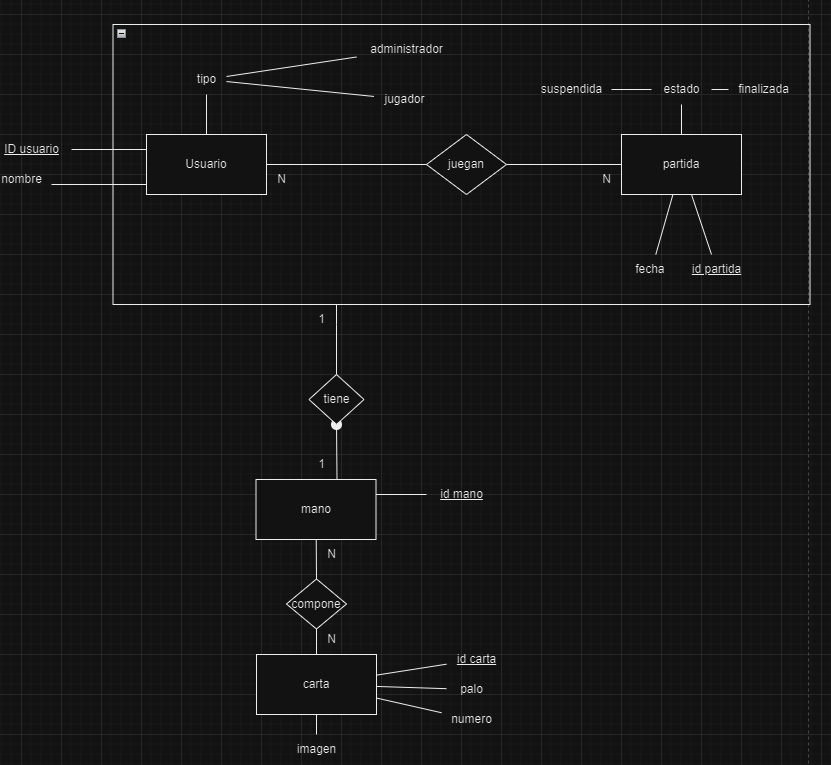 administrador
tipo
jugador
suspendida
estado
finalizada
ID usuario
nombre
Usuario
N
juegan
N
partida
fecha
id partida
1
tiene
1
mano
id mano
N
compone
N
carta
id carta
palo
numero
imagen